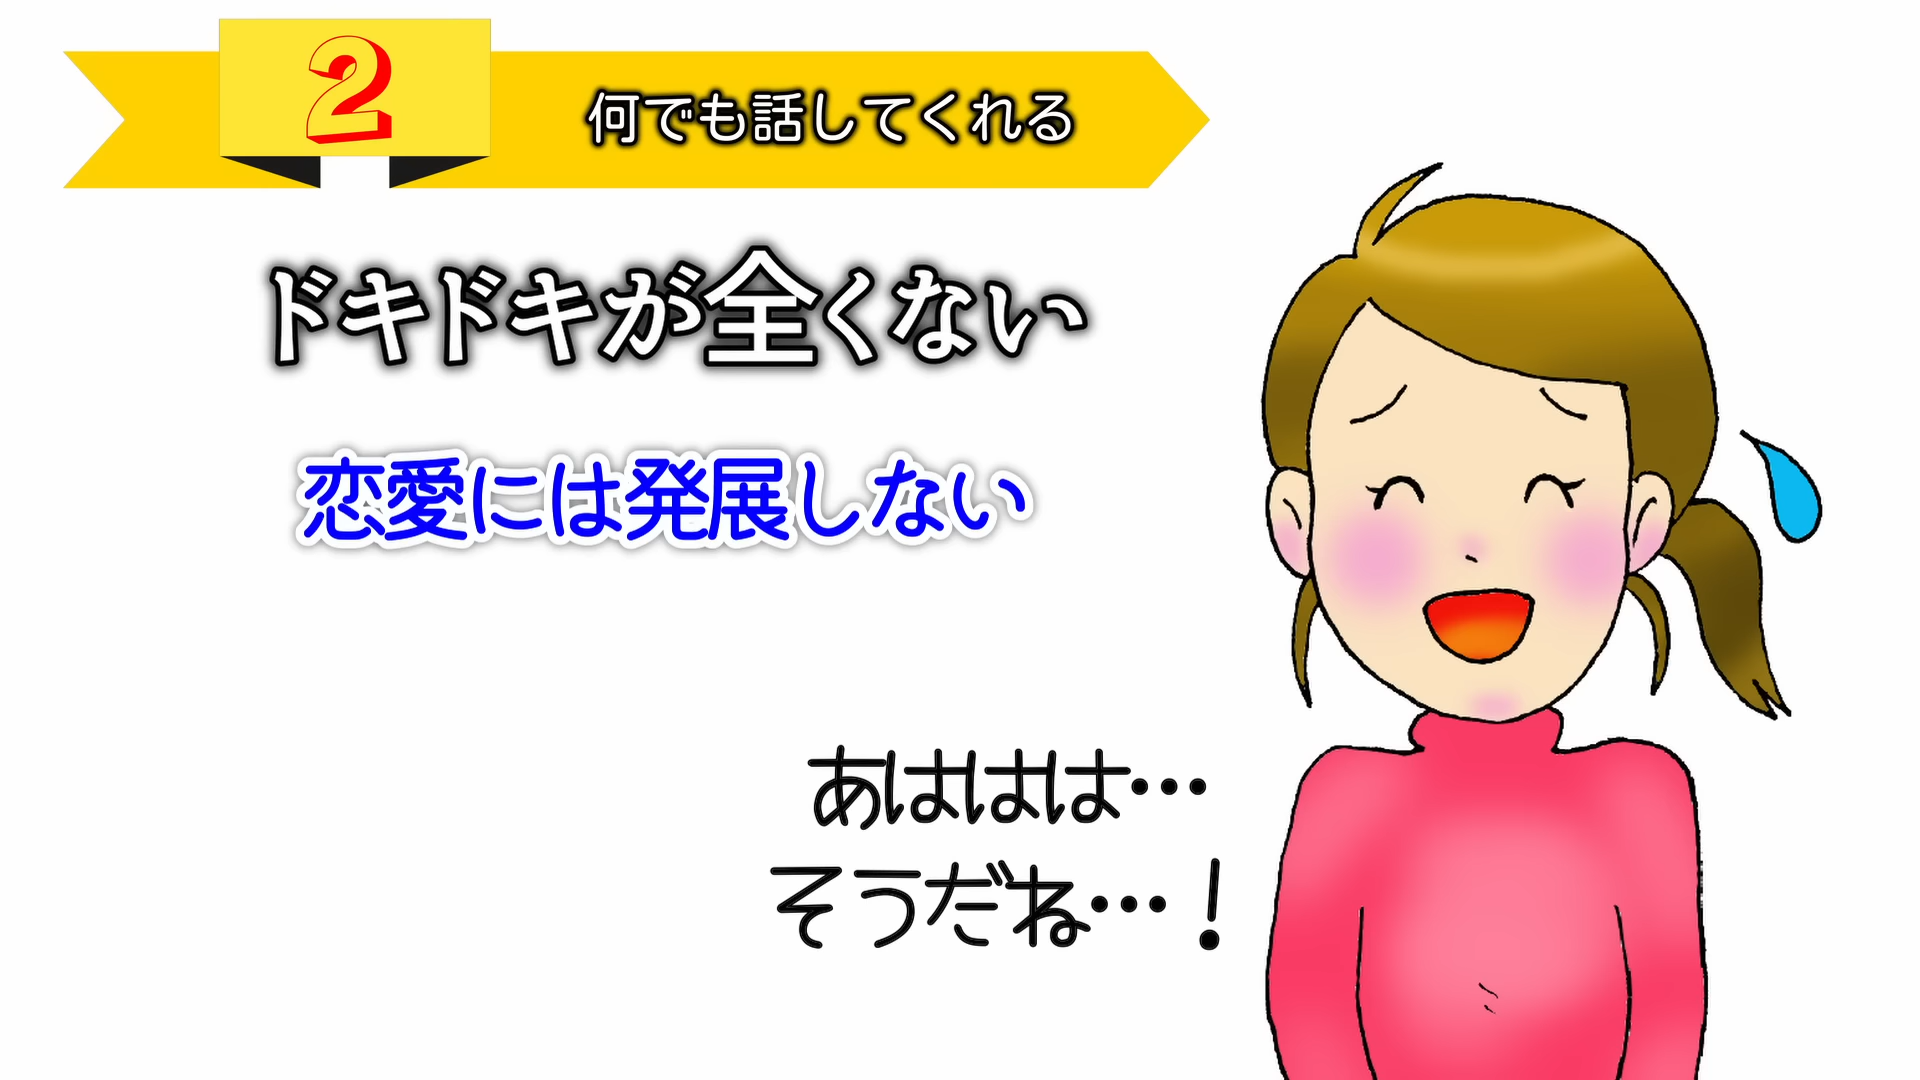 2
何でも話してくれる
ドキドキが全くない
恋愛には発展しない
あははは…
そうだね…！